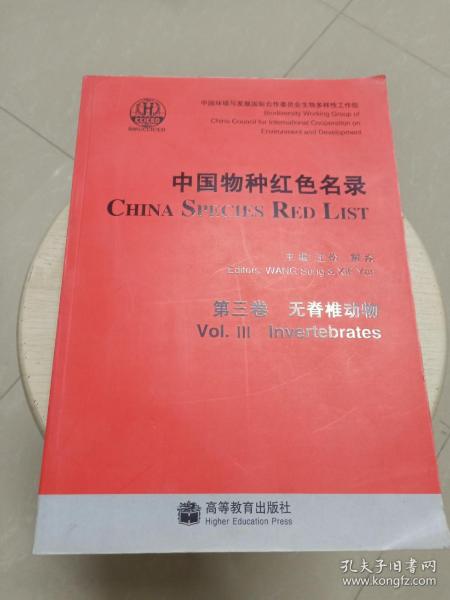 CCICED
BWG/CCICED
中国环境与发展国际合作委员会生物多样性工作组
Biodiversity Working Group of
China Council for International Cooperation on
Environment and Development
中国物种红色名录
CHINA SPECIES RED LIST
主编 汪松 解焱
Editors: WANG Sung & XIE Yan
第三卷 无脊椎动物
Vol. III Invertebrates
高等教育出版社
Higher Education Press
孔夫子旧书网
www.kongfz.com